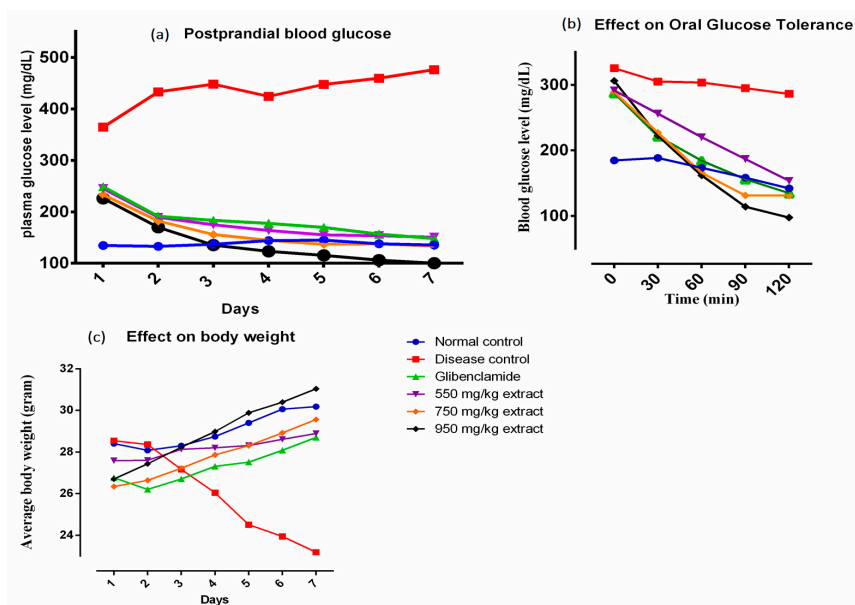 (a) Postprandial blood glucose
plasma glucose level (mg/dL)
500
400
300
200
100
1 2 3 4 5 6 7
Days
(b) Effect on Oral Glucose Tolerance
Blood glucose level (mg/dL)
300
200
100
0 30 60 90 120
Time (min)
(c) Effect on body weight
Average body weight (gram)
32
30
28
26
24
1 2 3 4 5 6 7
Days
Normal control
Disease control
Glibenclamide
550 mg/kg extract
750 mg/kg extract
950 mg/kg extract